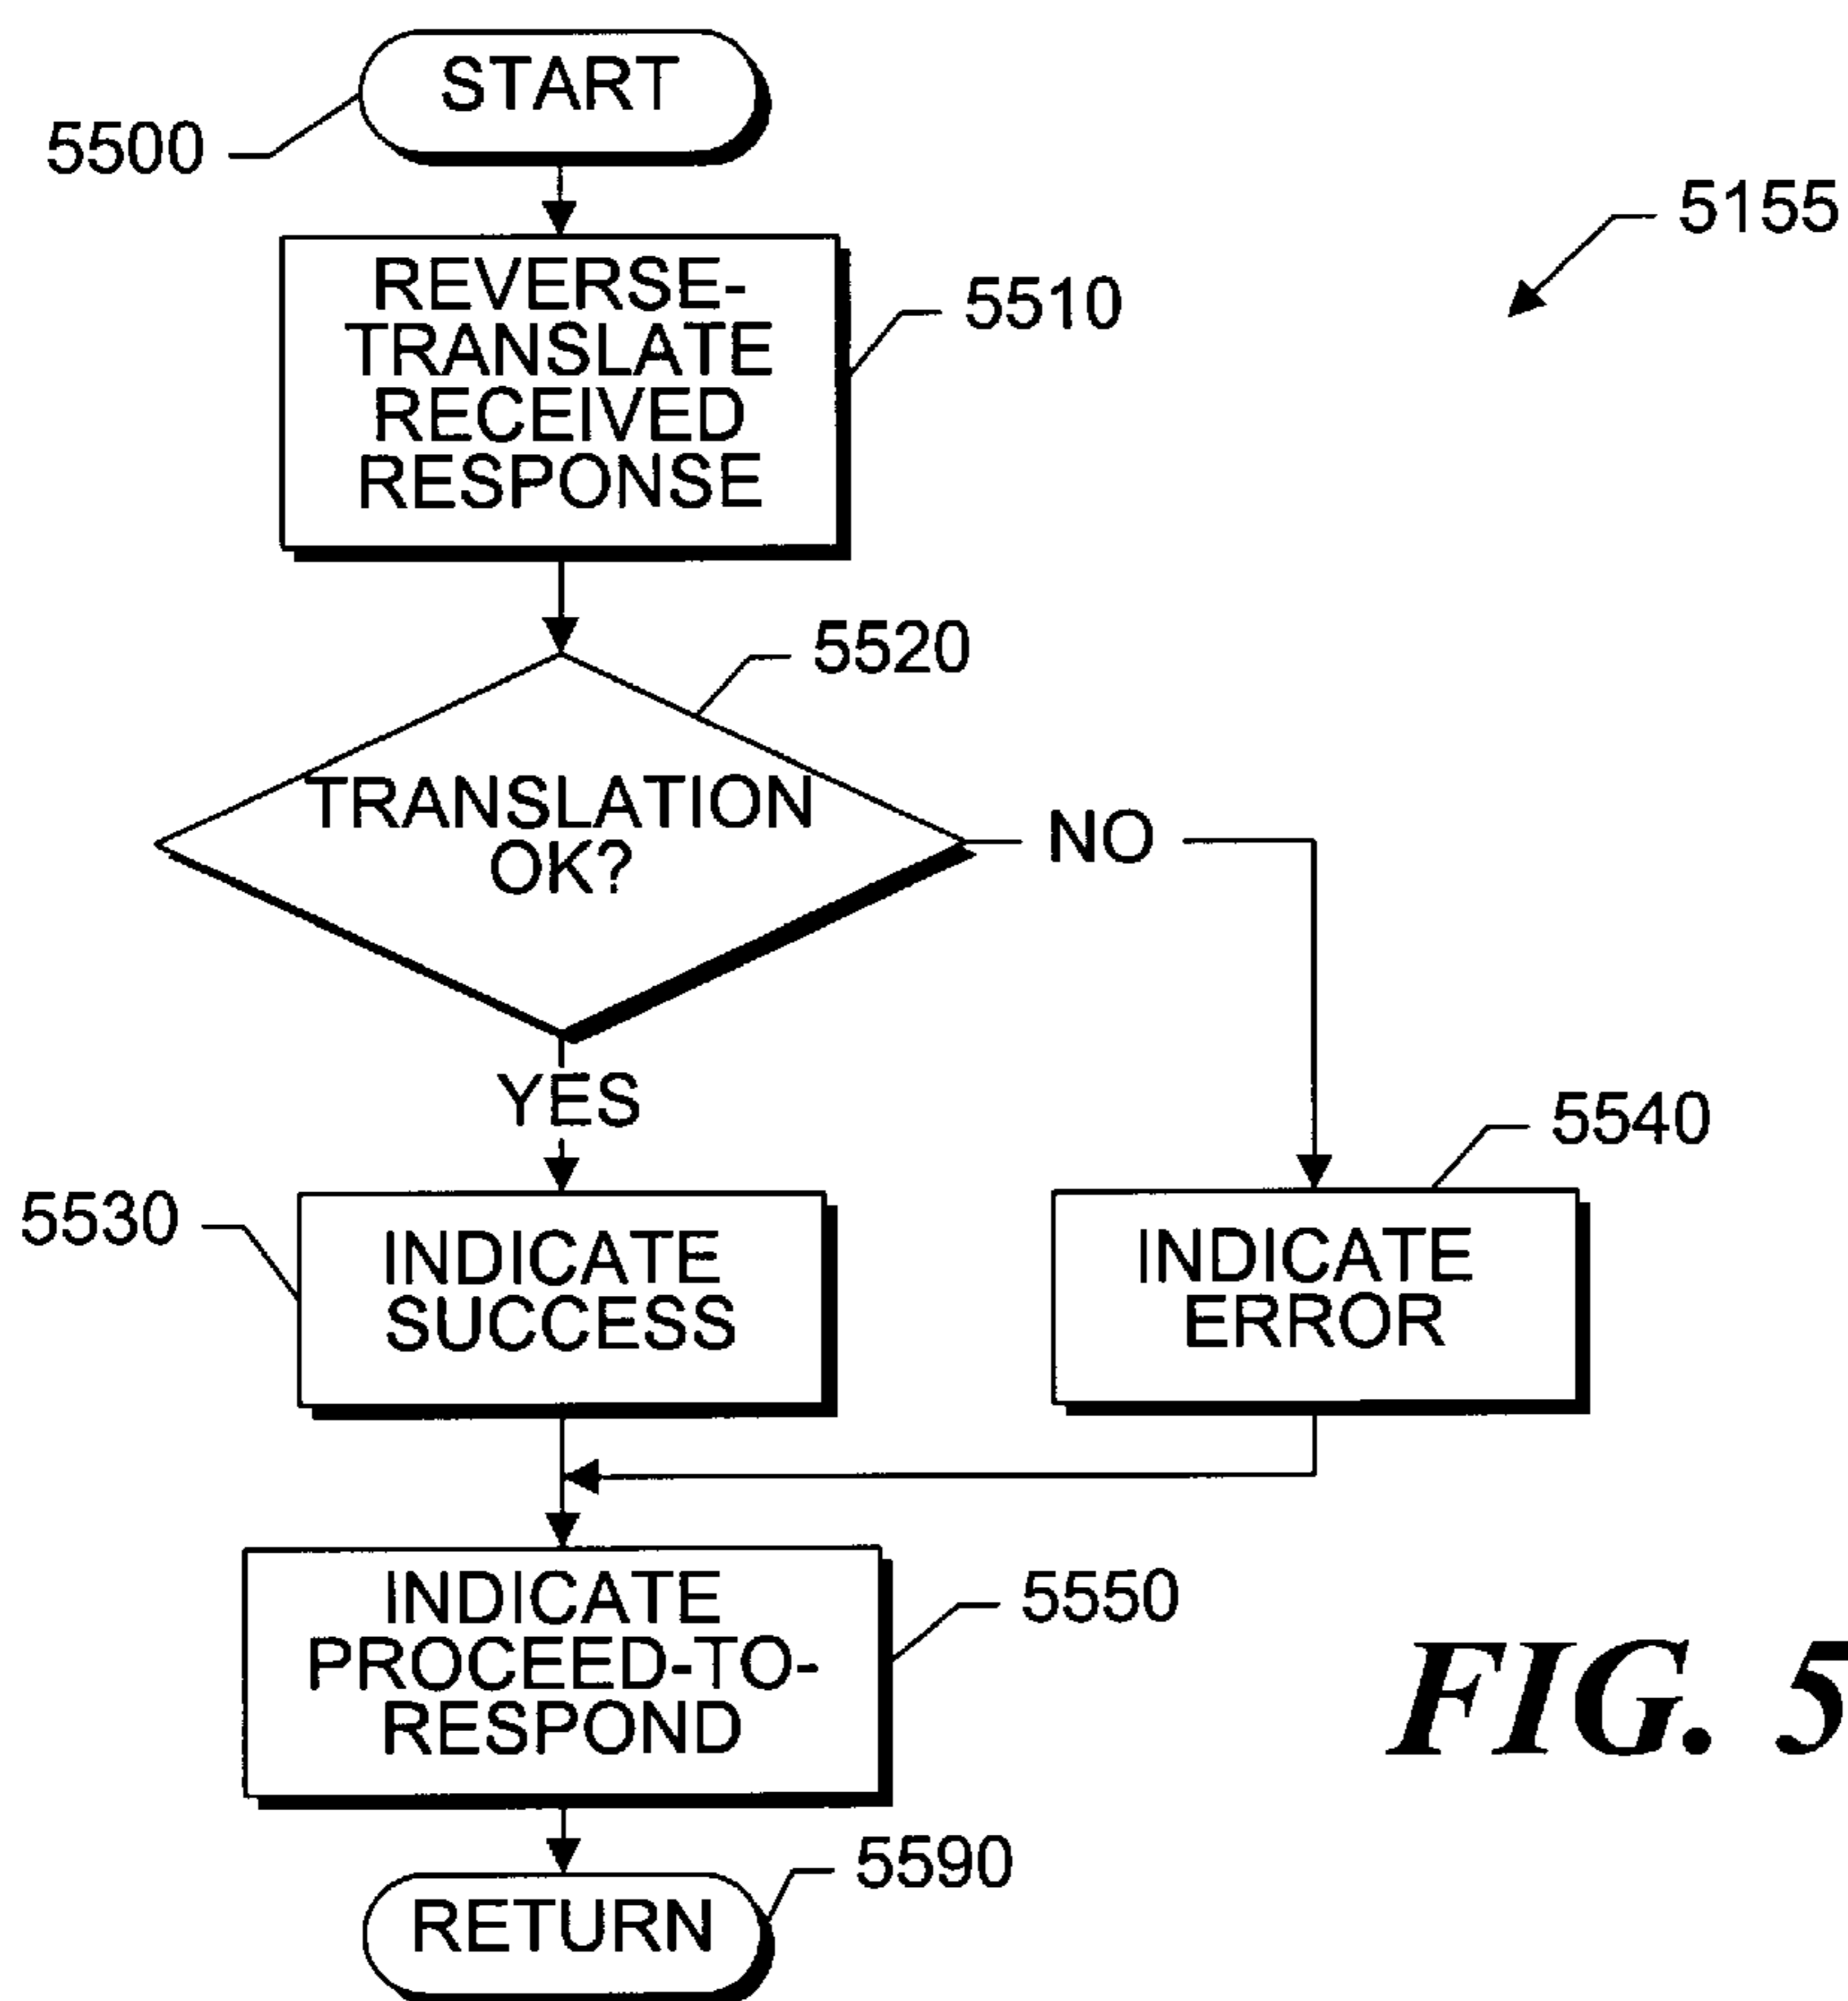 START
5500
5155
REVERSE-
TRANSLATE
RECEIVED
RESPONSE
5510
5520
TRANSLATION
OK?
NO
YES
5540
5530
INDICATE
SUCCESS
INDICATE
ERROR
INDICATE
PROCEED-TO-
RESPOND
5550
FIG. 5
5590
RETURN